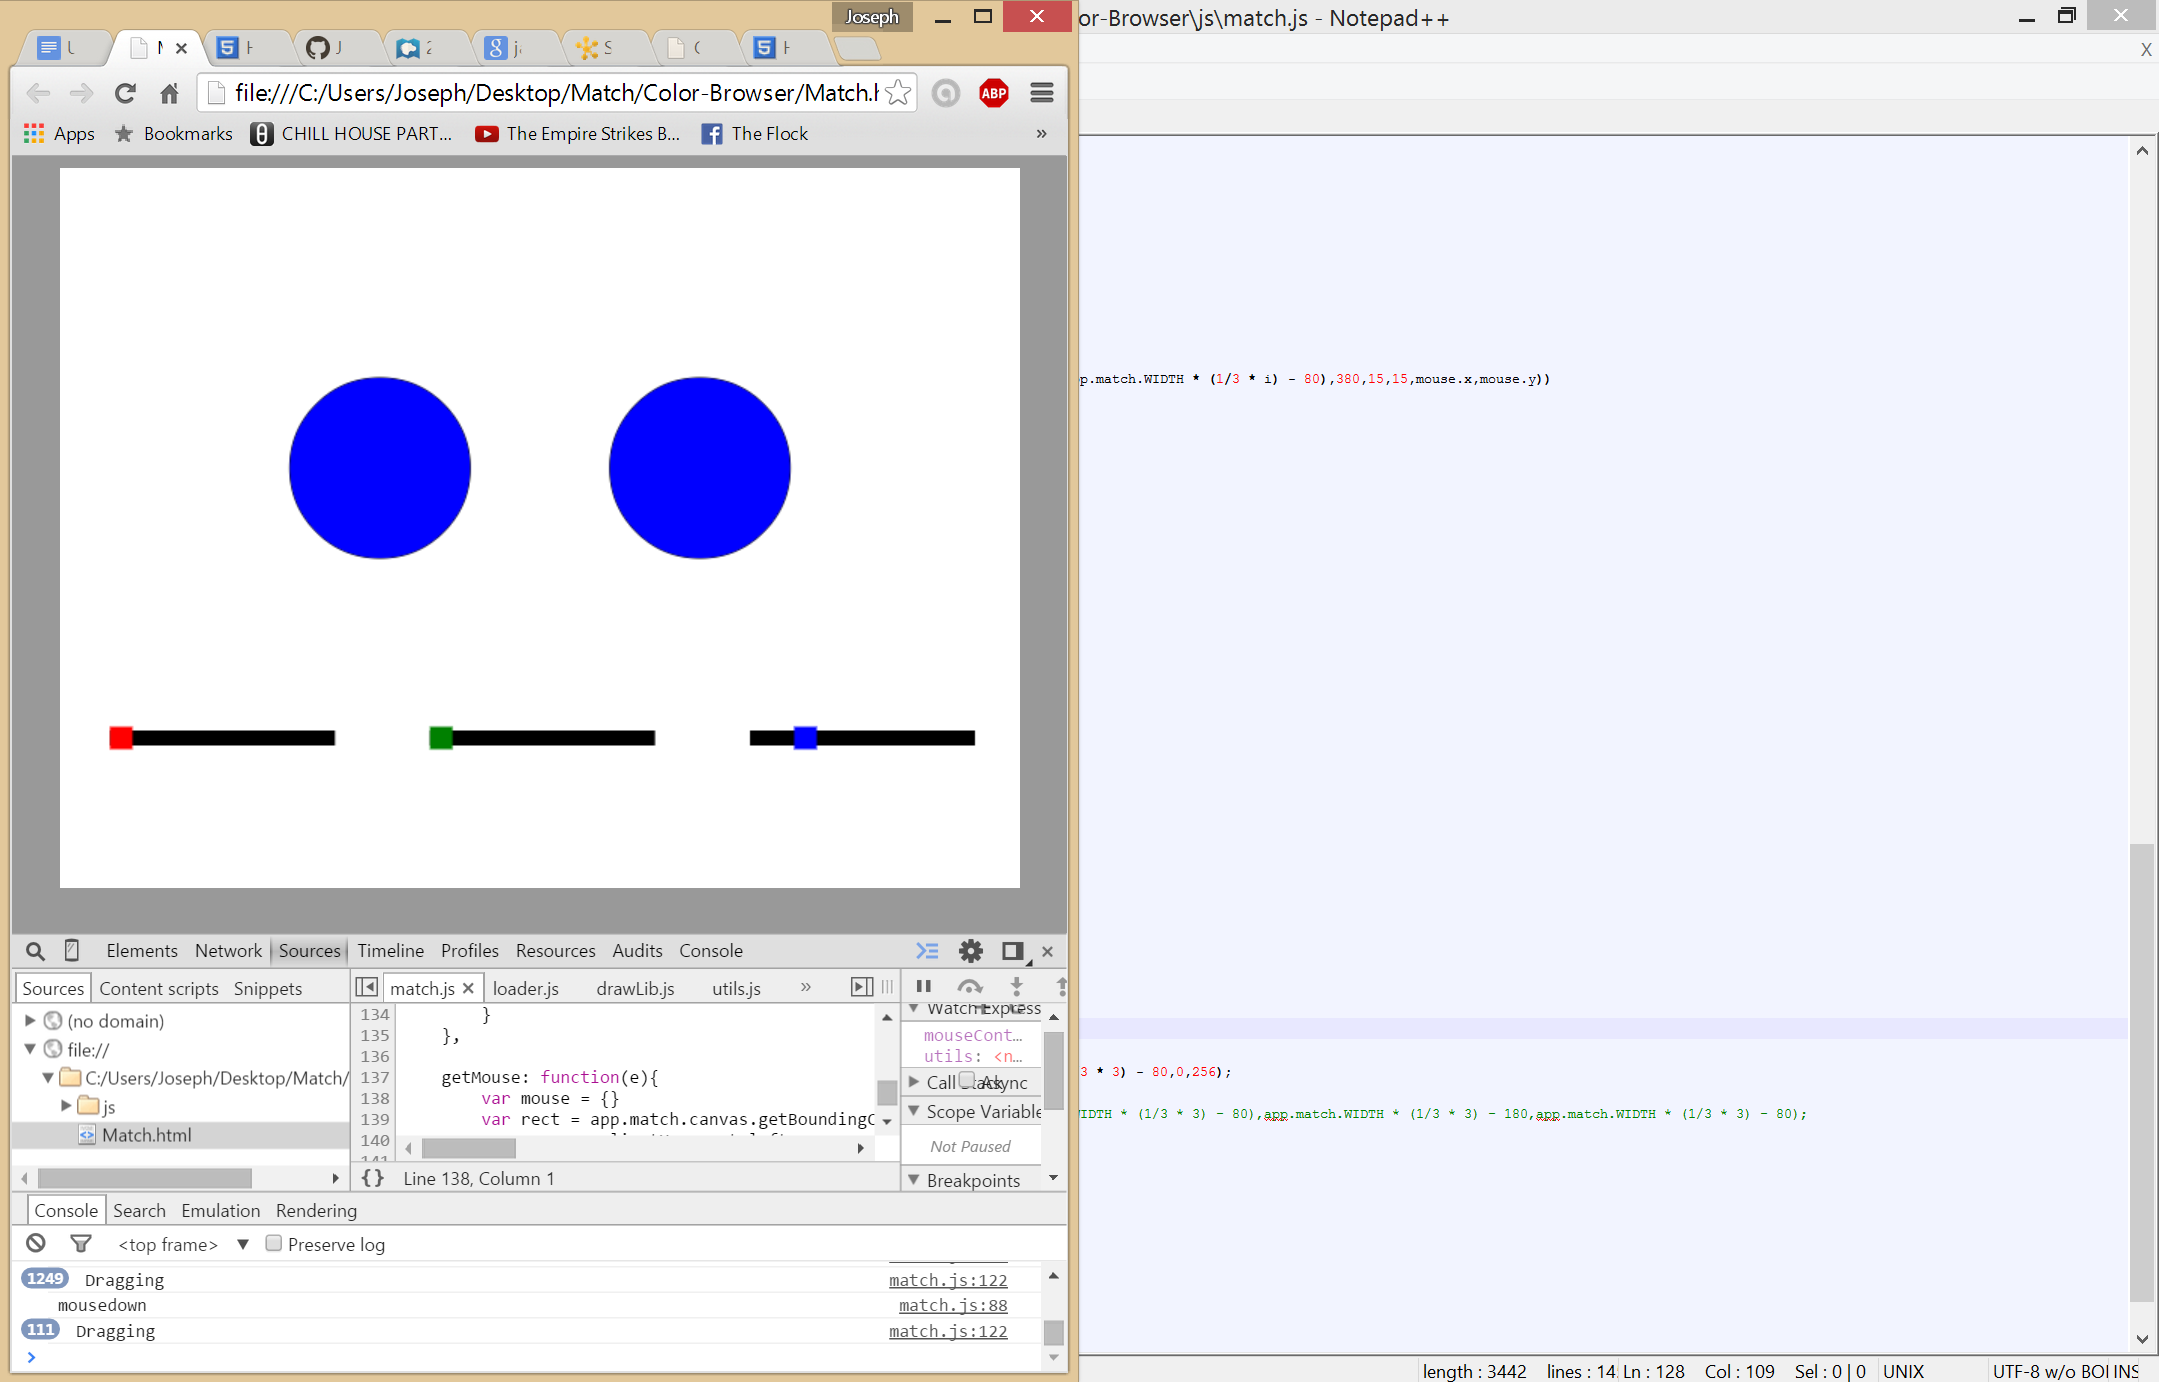 Joseph
or-Browser\js\match.js - Notepad++
file:///C:/Users/Joseph/Desktop/Match/Color-Browser/Match.h
ABP
Apps
Bookmarks
CHILL HOUSE PART...
The Empire Strikes B...
The Flock
»
X
p.match.WIDTH * (1/3 * i) - 80),380,15,15,mouse.x,mouse.y))
3 * 3) - 80,0,256);
IDTH * (1/3 * 3) - 80),app.match.WIDTH * (1/3 * 3) - 180,app.match.WIDTH * (1/3 * 3) - 80);
Elements Network Sources Timeline Profiles Resources Audits Console
Sources Content scripts Snippets
match.js loader.js drawLib.js utils.js »
(no domain)
file://
C:/Users/Joseph/Desktop/Match/
js
Match.html
134 }
135 },
136
137 getMouse: function(e){
138 var mouse = {}
139 var rect = app.match.canvas.getBoundingC
140
{} Line 138, Column 1
Watch Express
mouseCont...
utils: <n...
Call Stack Async
Scope Variable
Not Paused
Breakpoints
Console Search Emulation Rendering
<top frame> Preserve log
1249 Dragging match.js:122
mousedown match.js:88
111 Dragging match.js:122
>
length : 3442 lines : 14 Ln : 128 Col : 109 Sel : 0 | 0 UNIX UTF-8 w/o BOI INS